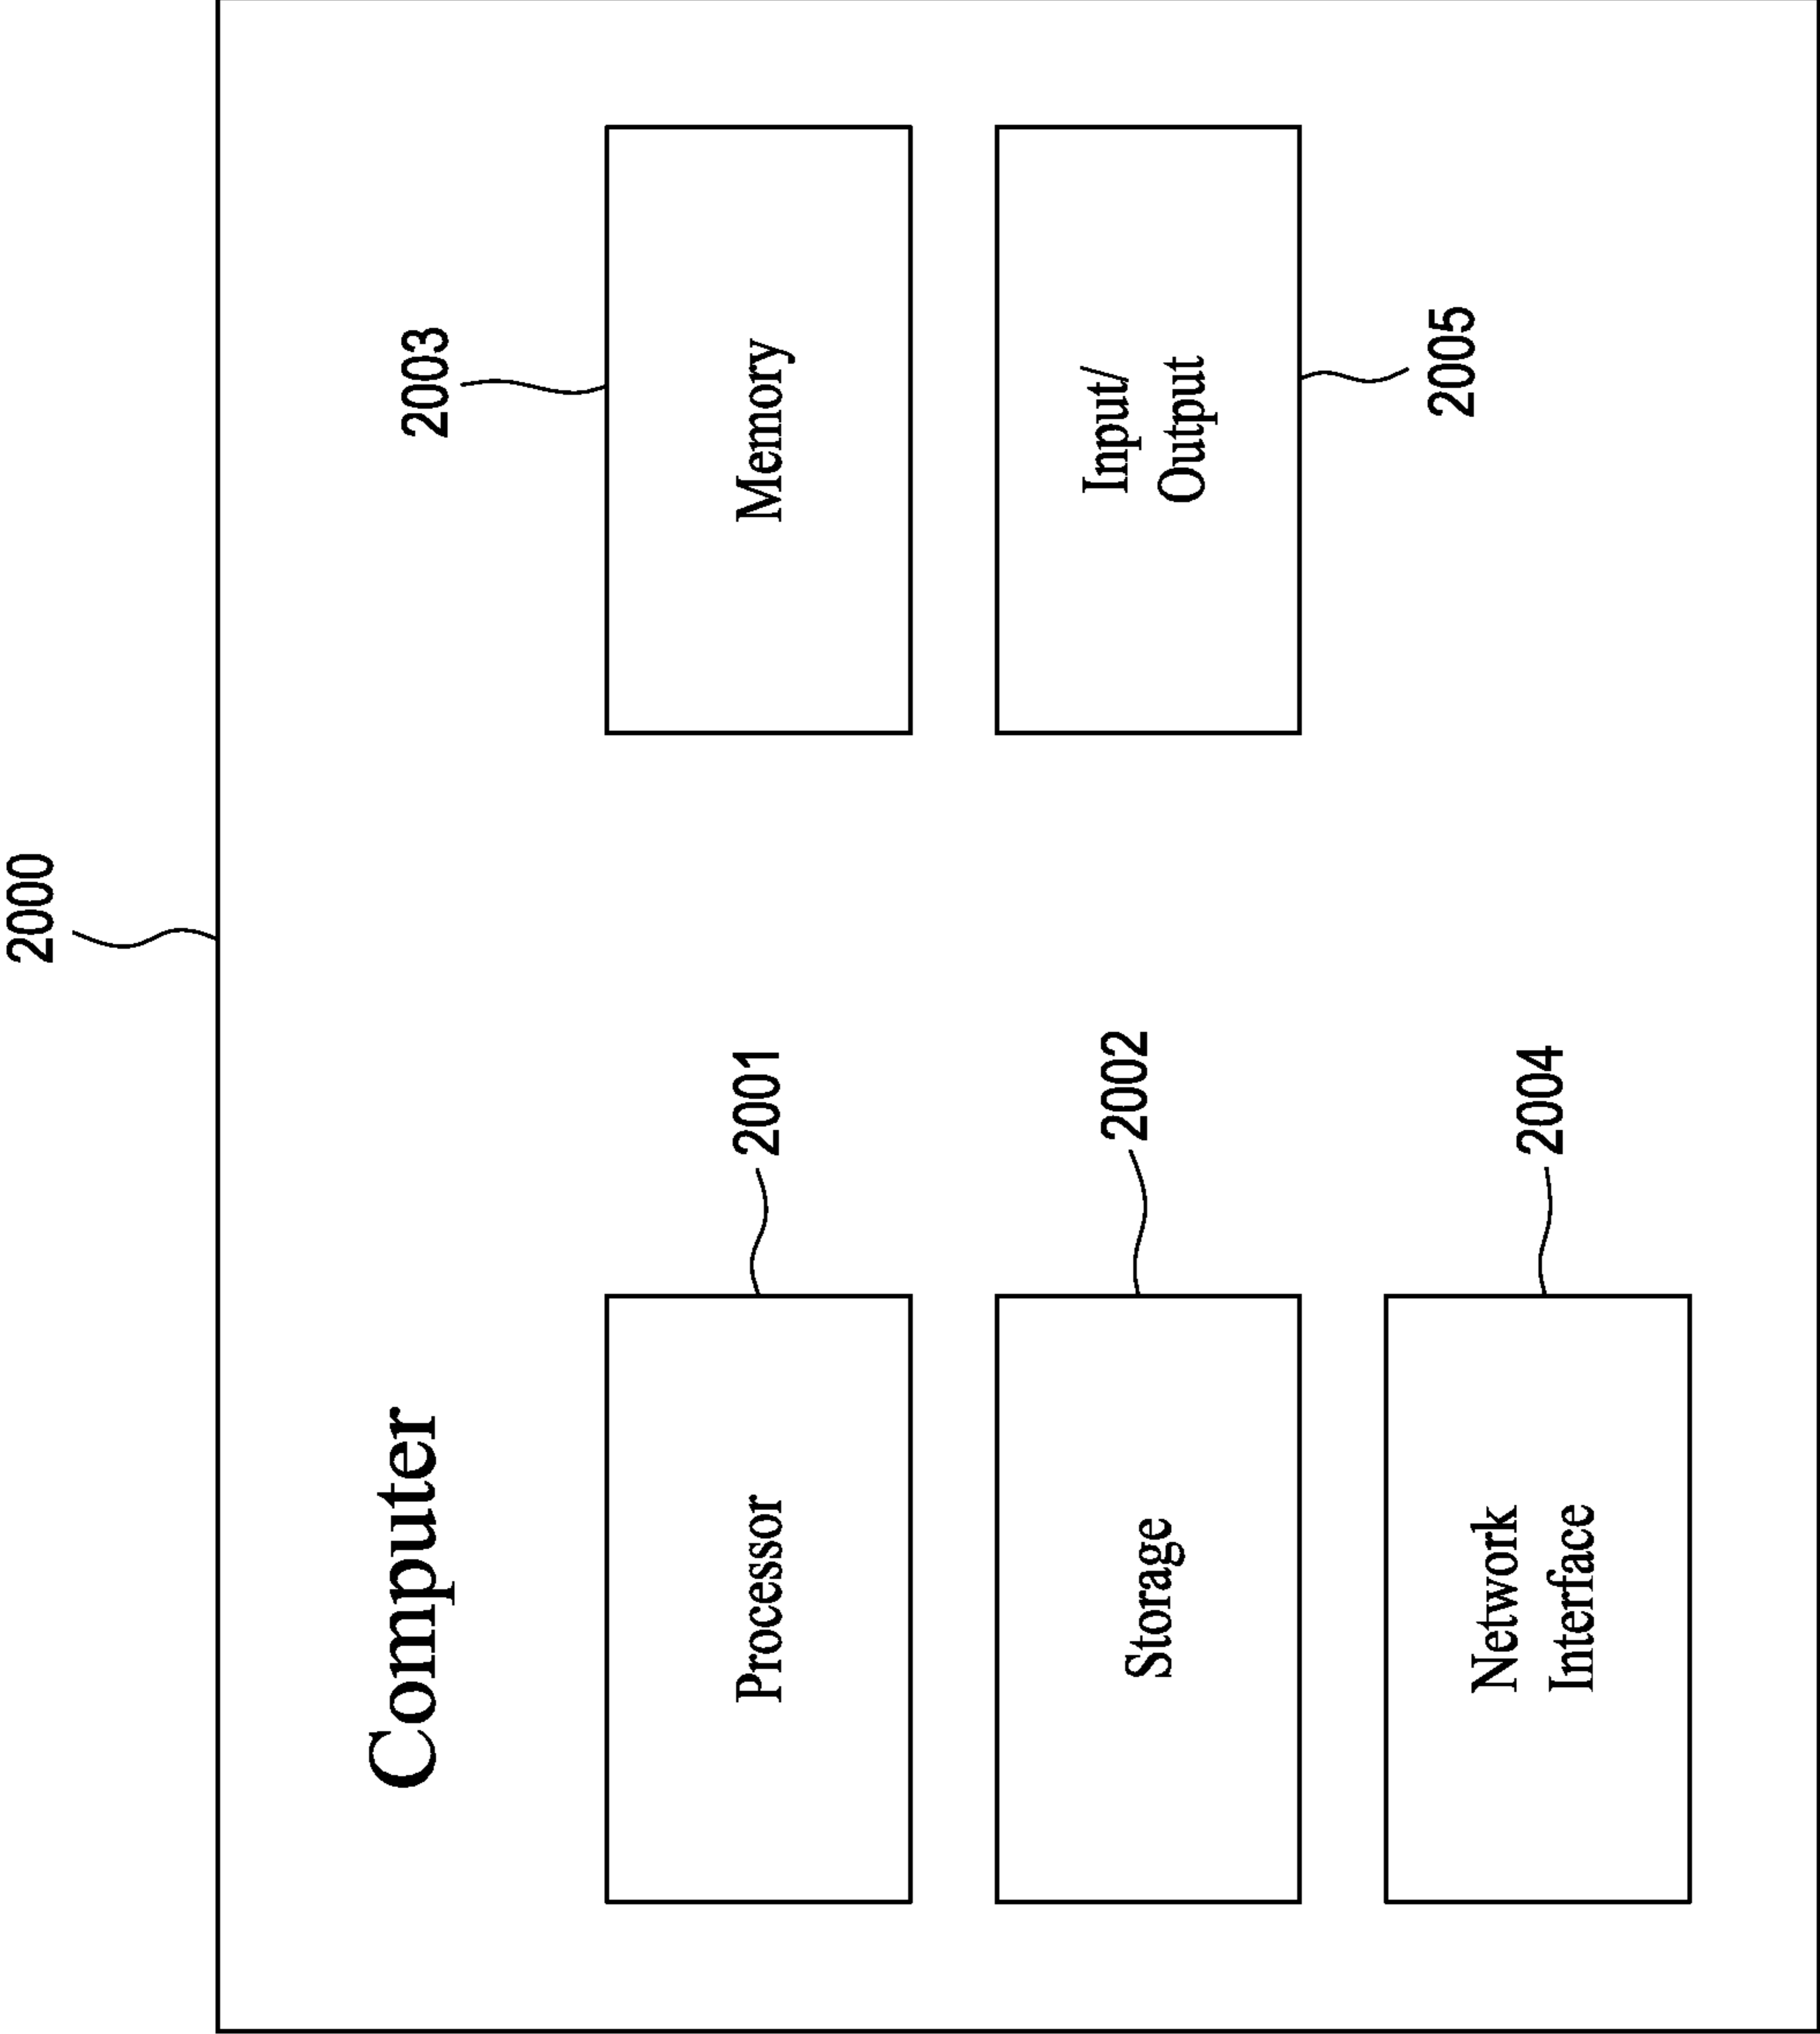 2000
Computer
2003
Processor
2001
Memory
Storage
2002
Input/
Output
2005
Network
Interface
2004